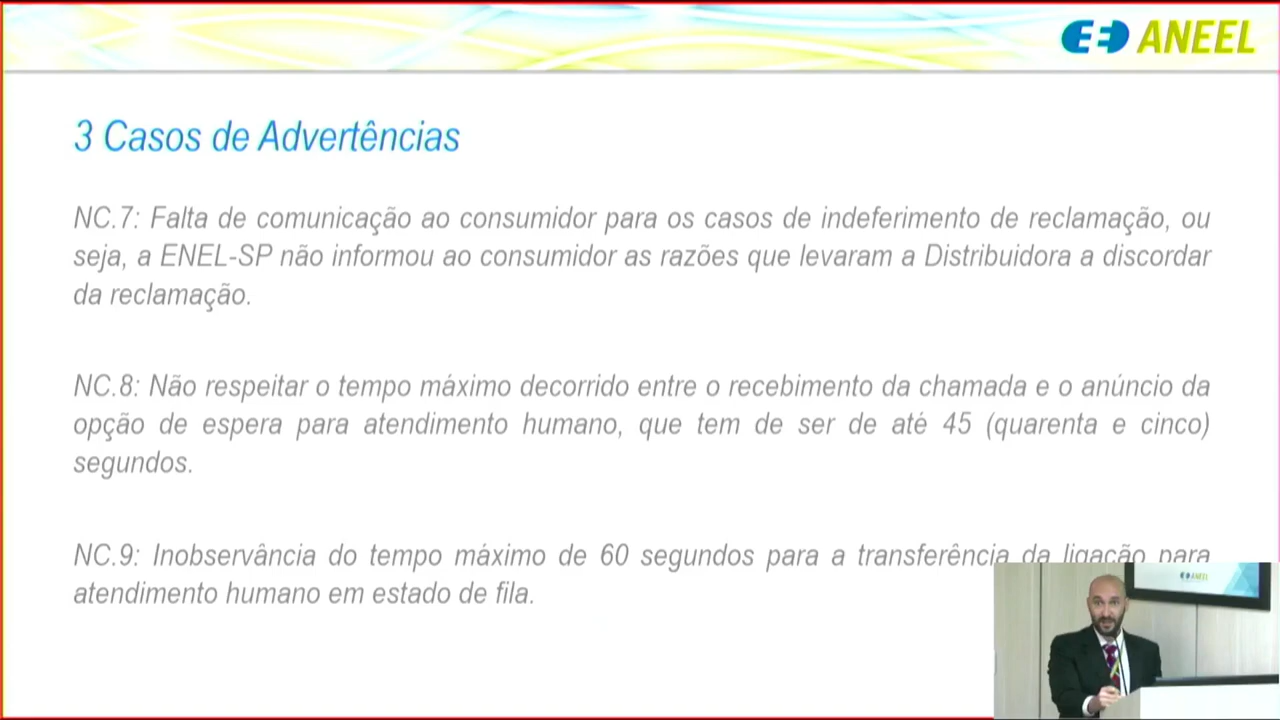 ANEEL
3 Casos de Advertências
NC.7: Falta de comunicação ao consumidor para os casos de indeferimento de reclamação, ou
seja, a ENEL-SP não informou ao consumidor as razões que levaram a Distribuidora a discordar
da reclamação.
NC.8: Não respeitar o tempo máximo decorrido entre o recebimento da chamada e o anúncio da
opção de espera para atendimento humano, que tem de ser de até 45 (quarenta e cinco)
segundos.
NC.9: Inobservância do tempo máximo de 60 segundos para a transferência da ligação para
atendimento humano em estado de fila.
ANEEL